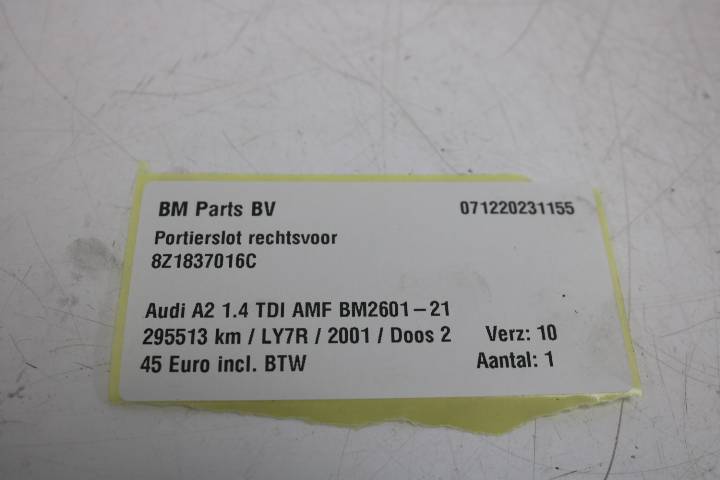 BM Parts BV 071220231155
Portierslot rechtsvoor
8Z1837016C
Audi A2 1.4 TDI AMF BM2601-21
295513 km / LY7R / 2001 / Doos 2 Verz: 10
45 Euro incl. BTW Aantal: 1